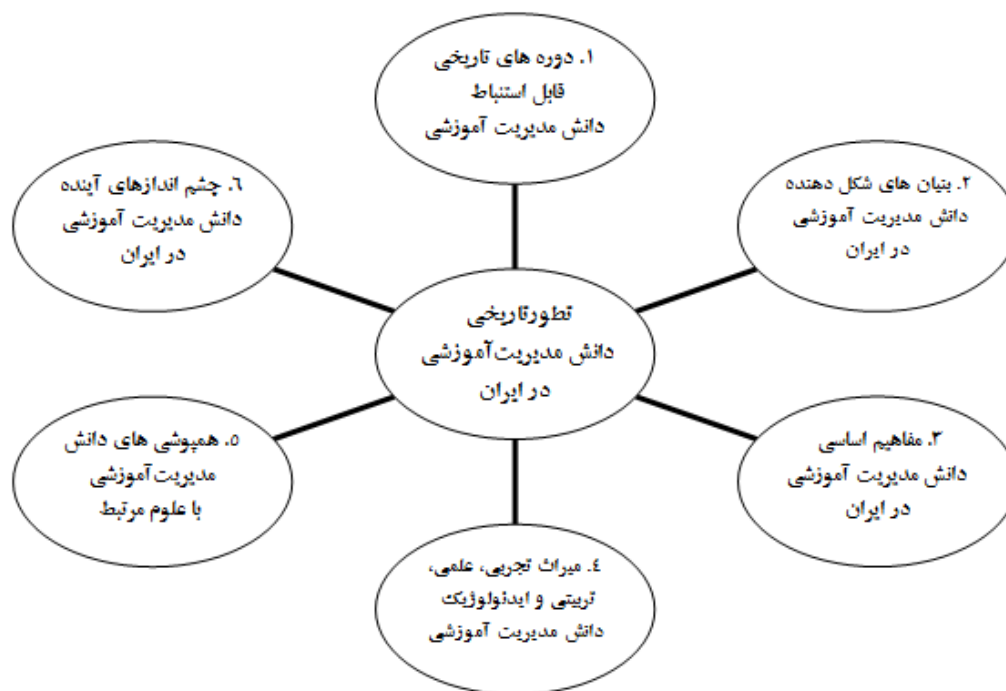 ۱. دوره های تاریخی
قابل استنباط
دانش مدیریت آموزشی
۲. بنیان های شکل دهنده
دانش مدیریت آموزشی
در ایران
۳. مفاهیم اساسی
دانش مدیریت آموزشی
در ایران
٤. میراث تجربی، علمی،
تربیتی و ایدئولوژیک
دانش مدیریت آموزشی
۵. همپوشی های دانش
مدیریت‌آموزشی
با علوم مرتبط
٦. چشم اندازهای آینده
دانش مدیریت آموزشی
در ایران
تطورتاریخی
دانش مدیریت‌آموزشی
در ایران